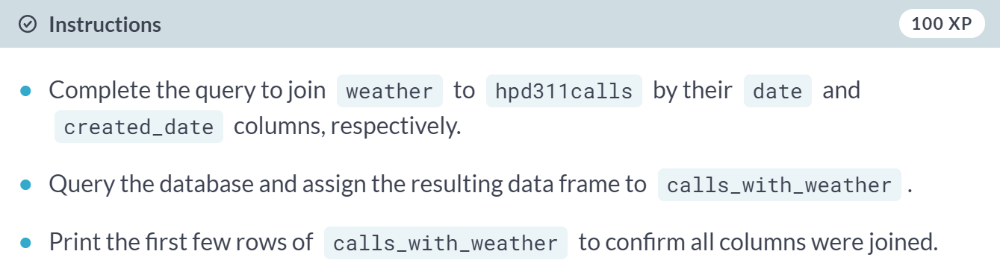 Instructions 100 XP
Complete the query to join weather to hpd311calls by their date and
created_date columns, respectively.
Query the database and assign the resulting data frame to calls_with_weather .
Print the first few rows of calls_with_weather to confirm all columns were joined.